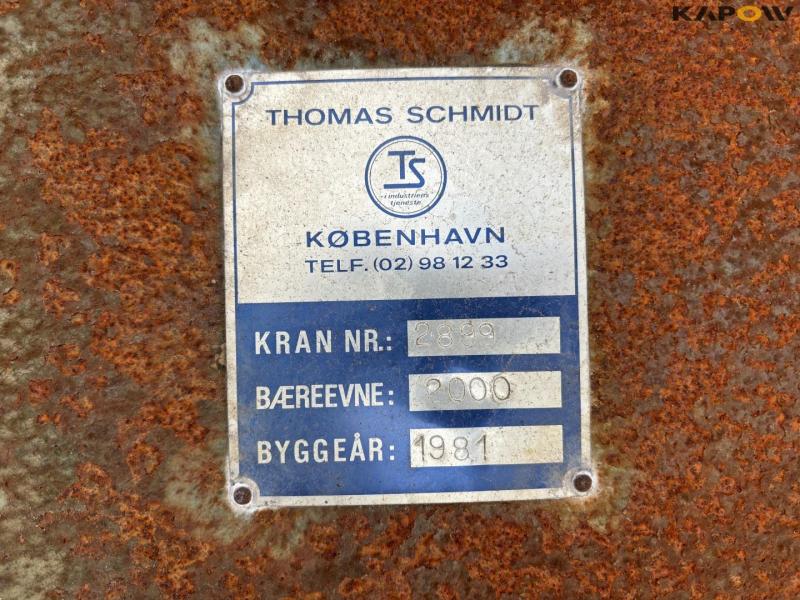 KAPOW
THOMAS SCHMIDT
TS
-i industriens
tjeneste
KØBENHAVN
TELF. (02) 98 12 33
KRAN NR.: 2899
BÆREEVNE: 2000
BYGGEÅR: 1981